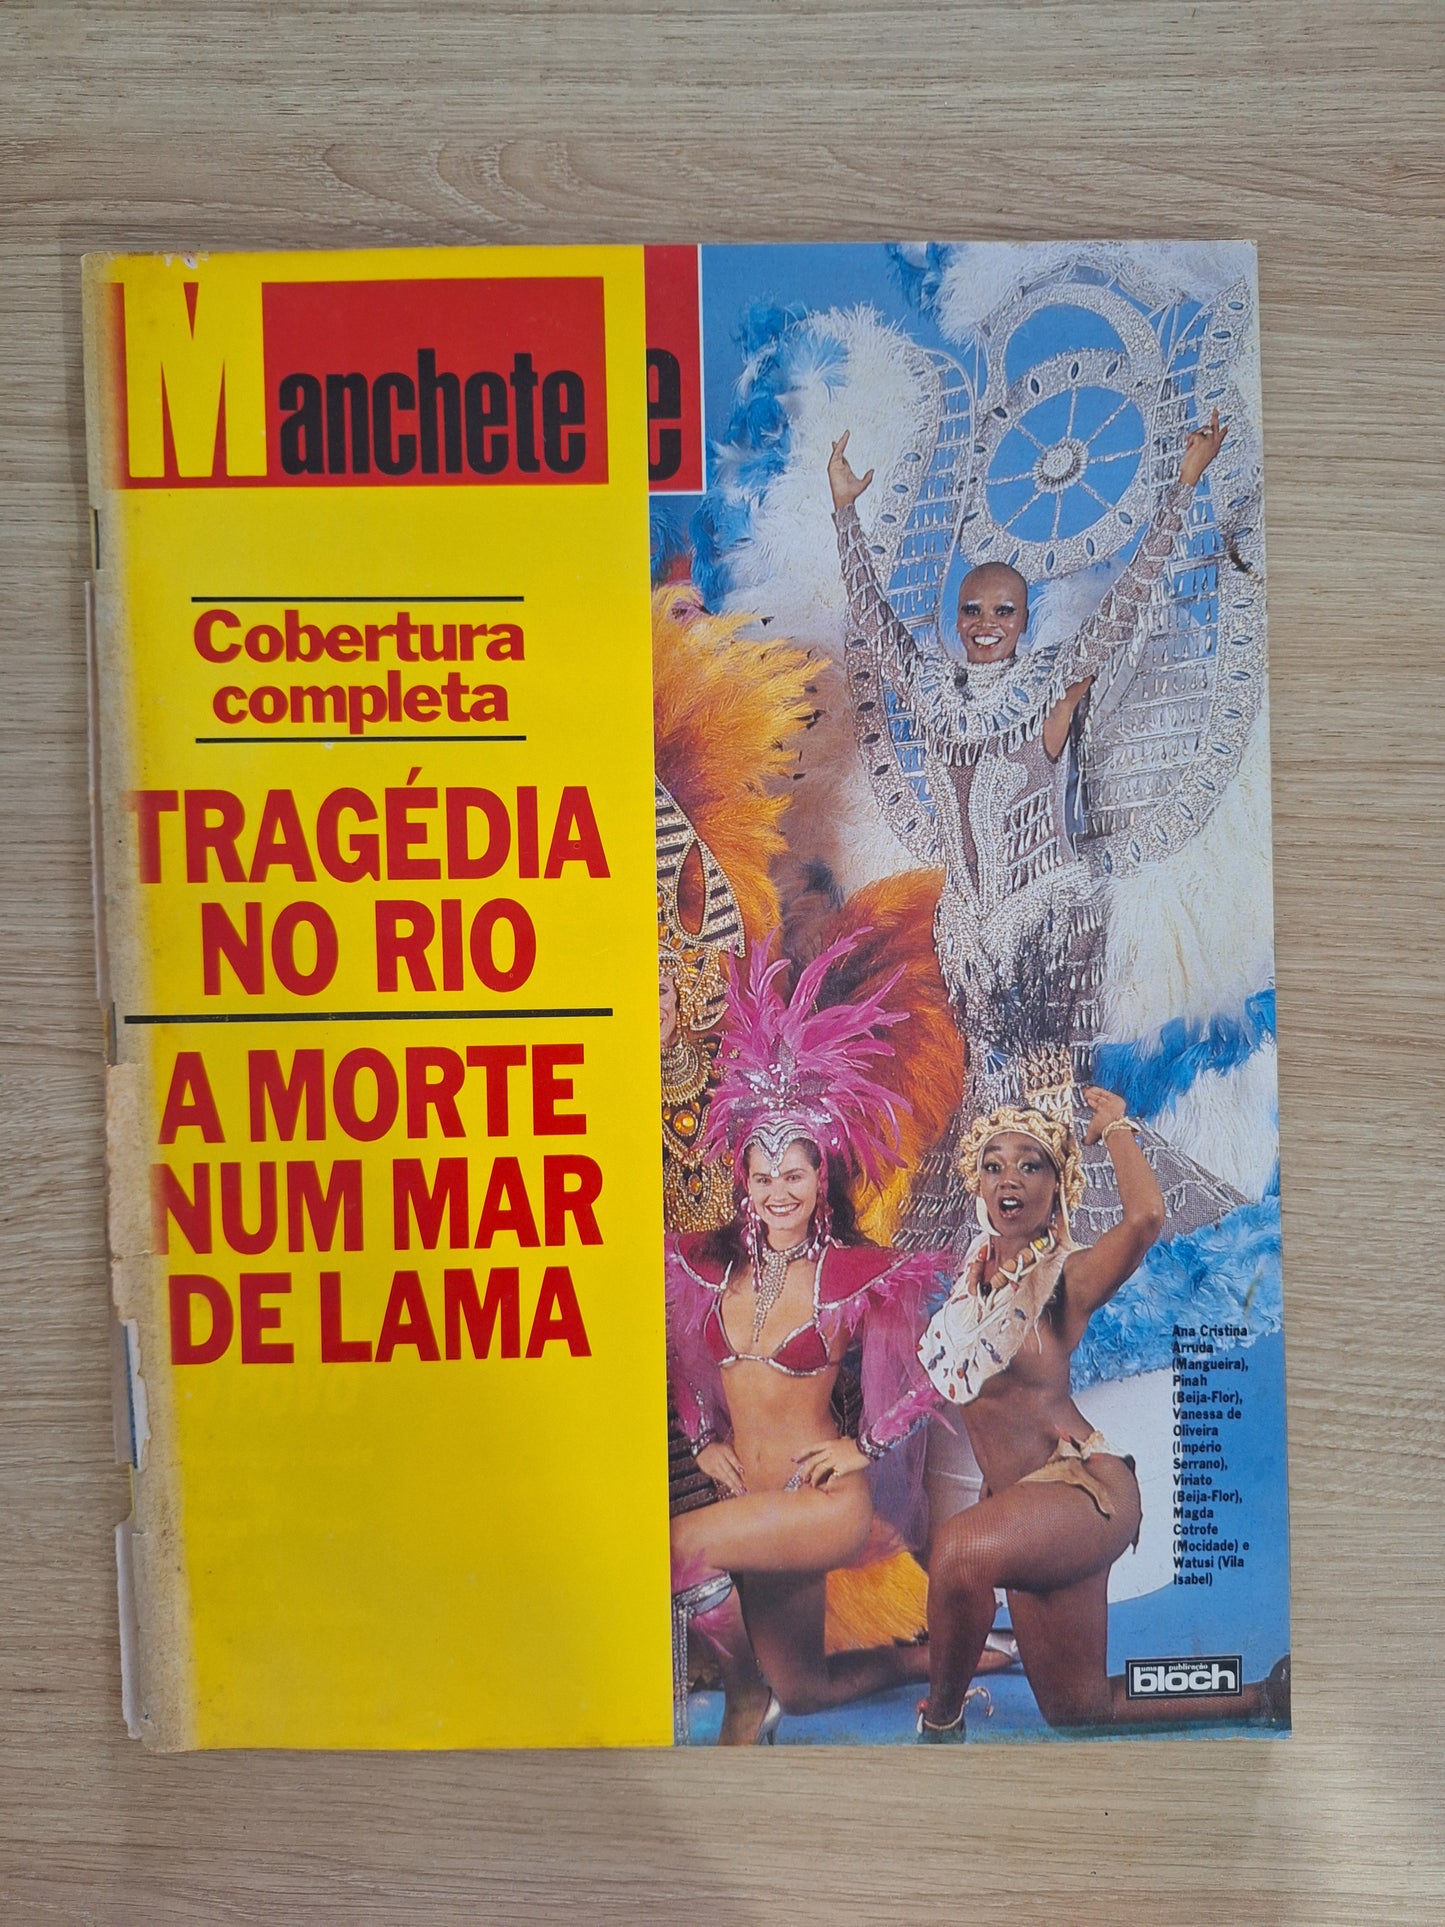 Manchete
e
Cobertura
completa
TRAGÉDIA
NO RIO
A MORTE
NUM MAR
DE LAMA
Ana Cristina
Arruda
(Mangueira),
Pinah
(Beija-Flor),
Vanessa de
Oliveira
(Império
Serrano),
Viriato
(Beija-Flor),
Magda
Cotrofe
(Mocidade) e
Watusi (Vila
Isabel)
uma publicação
bloch